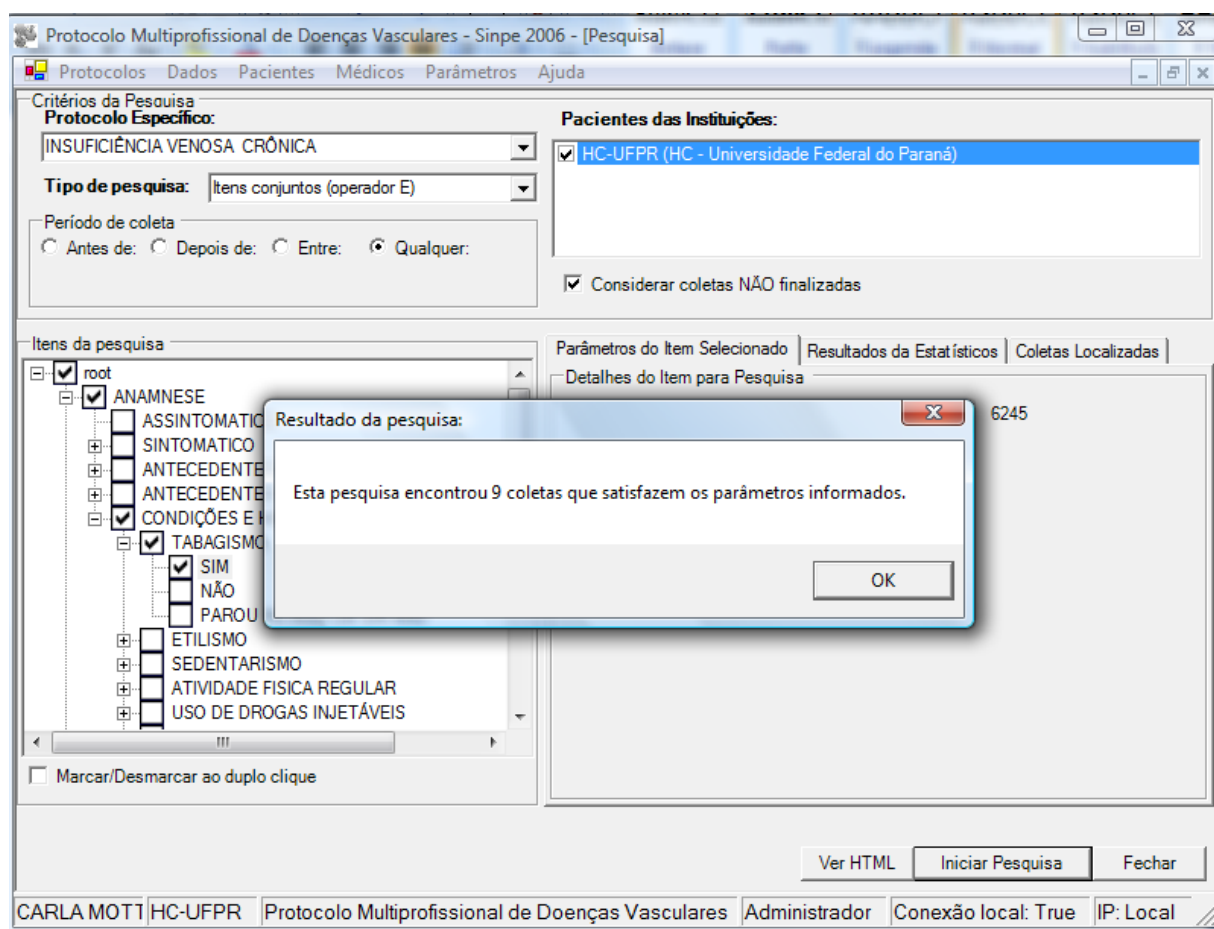 Protocolo Multiprofissional de Doenças Vasculares - Sinpe 2006 - [Pesquisa]
Protocolos Dados Pacientes Médicos Parâmetros Ajuda
Critérios da Pesquisa
Protocolo Específico:
INSUFICIÊNCIA VENOSA CRÔNICA
Tipo de pesquisa: Itens conjuntos (operador E)
Período de coleta
Antes de: Depois de: Entre: Qualquer:
Pacientes das Instituições:
HC-UFPR (HC - Universidade Federal do Paraná)
Considerar coletas NÃO finalizadas
Itens da pesquisa
root
ANAMNESE
ASSINTOMATIC
SINTOMATICO
ANTECEDENTE
ANTECEDENTE
CONDIÇÕES E H
TABAGISMO
SIM
NÃO
PAROU
ETILISMO
SEDENTARISMO
ATIVIDADE FISICA REGULAR
USO DE DROGAS INJETÁVEIS
Marcar/Desmarcar ao duplo clique
Parâmetros do Item Selecionado Resultados da Estatísticos Coletas Localizadas
Detalhes do Item para Pesquisa
6245
Resultado da pesquisa:
Esta pesquisa encontrou 9 coletas que satisfazem os parâmetros informados.
OK
Ver HTML Iniciar Pesquisa Fechar
CARLA MOTT HC-UFPR Protocolo Multiprofissional de Doenças Vasculares Administrador Conexão local: True IP: Local